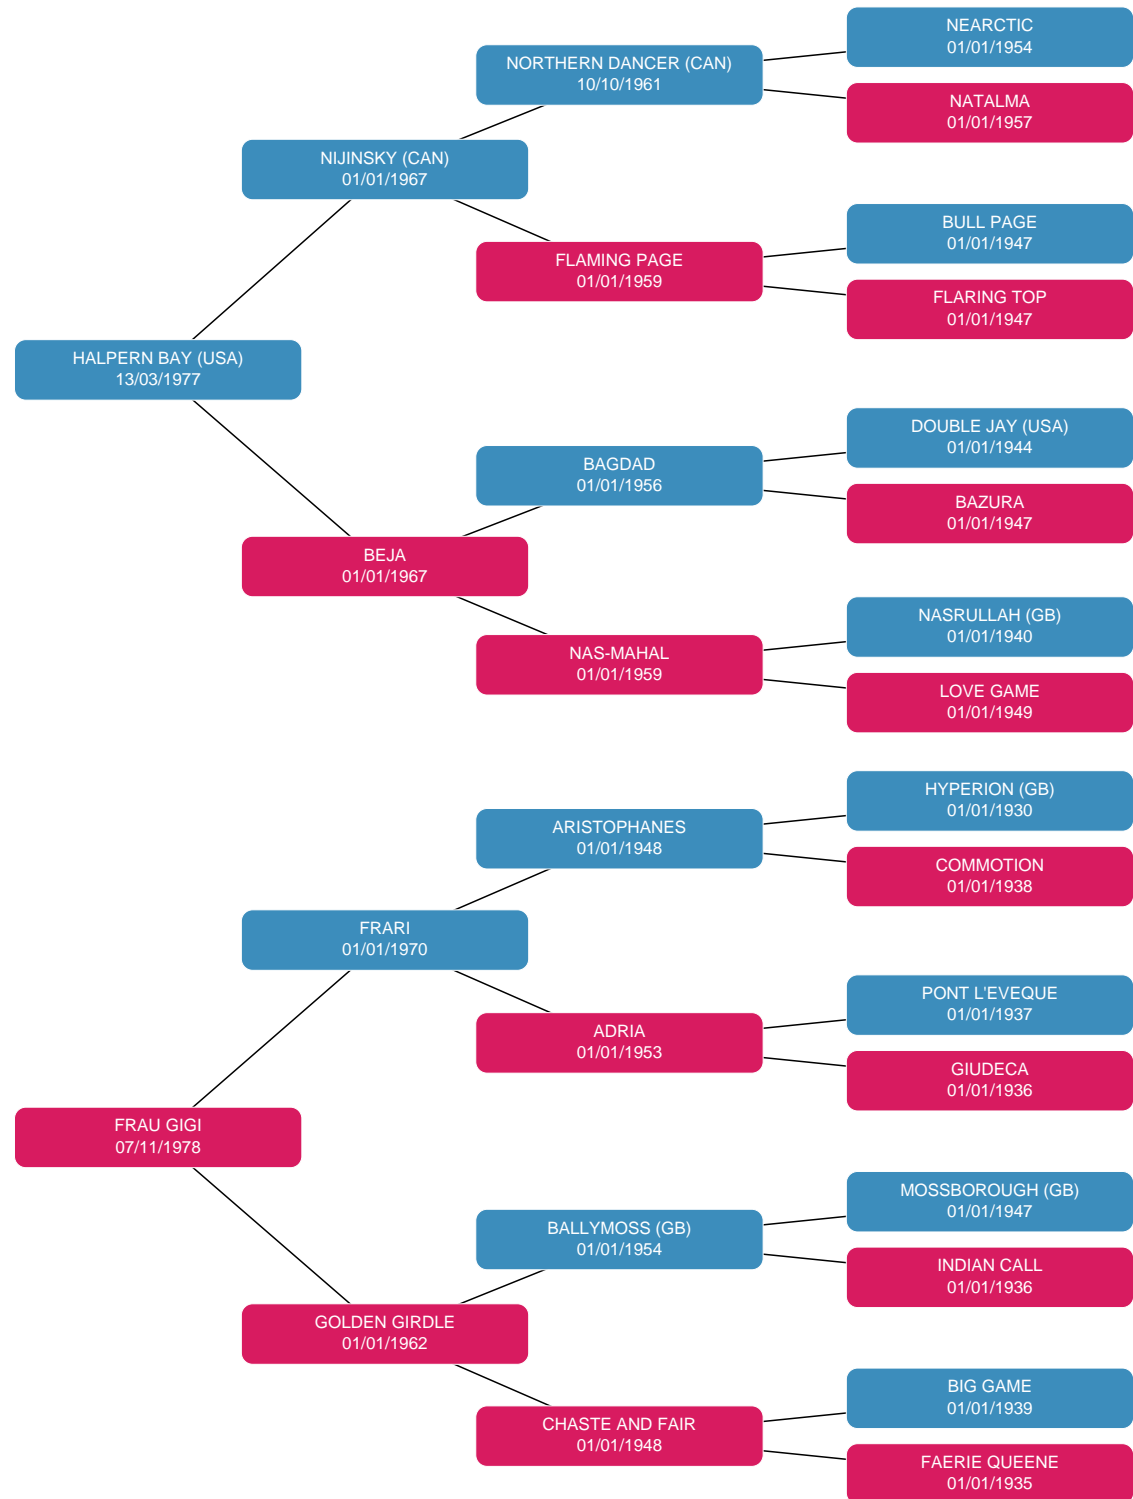 NEARCTIC
01/01/1954
NORTHERN DANCER (CAN)
10/10/1961
NATALMA
01/01/1957
NIJINSKY (CAN)
01/01/1967
BULL PAGE
01/01/1947
FLAMING PAGE
01/01/1959
FLARING TOP
01/01/1947
HALPERN BAY (USA)
13/03/1977
DOUBLE JAY (USA)
01/01/1944
BAGDAD
01/01/1956
BAZURA
01/01/1947
BEJA
01/01/1967
NASRULLAH (GB)
01/01/1940
NAS-MAHAL
01/01/1959
LOVE GAME
01/01/1949
HYPERION (GB)
01/01/1930
ARISTOPHANES
01/01/1948
COMMOTION
01/01/1938
FRARI
01/01/1970
PONT L'EVEQUE
01/01/1937
ADRIA
01/01/1953
GIUDECA
01/01/1936
FRAU GIGI
07/11/1978
MOSSBOROUGH (GB)
01/01/1947
BALLYMOSS (GB)
01/01/1954
INDIAN CALL
01/01/1936
GOLDEN GIRDLE
01/01/1962
BIG GAME
01/01/1939
CHASTE AND FAIR
01/01/1948
FAERIE QUEENE
01/01/1935